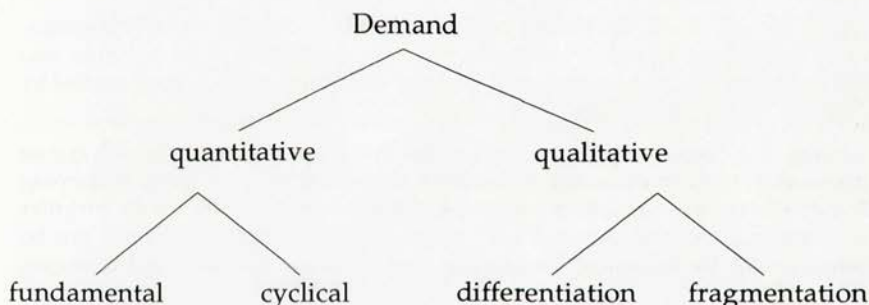 Demand
quantitative qualitative
fundamental cyclical differentiation fragmentation